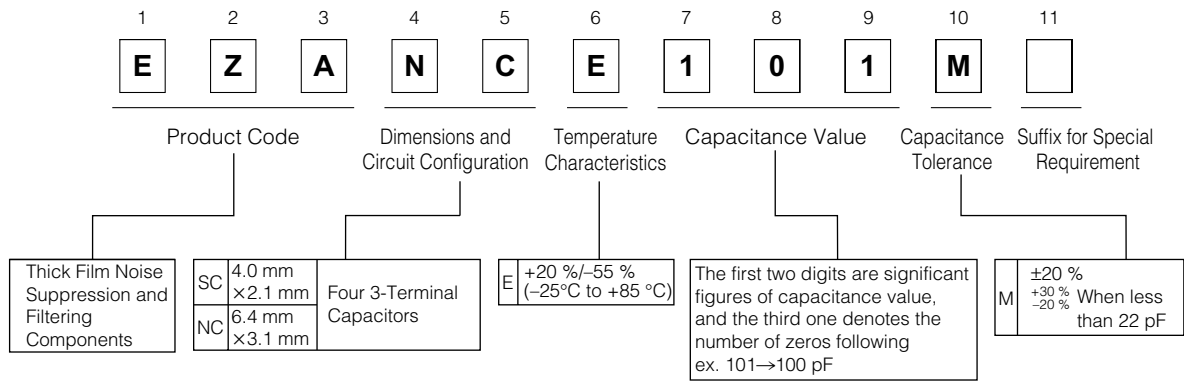 1 2 3 4 5 6 7 8 9 10 11
E Z A N C E 1 0 1 M
Product Code
Dimensions and
Circuit Configuration
Temperature
Characteristics
Capacitance Value
Capacitance
Tolerance
Suffix for Special
Requirement
Thick Film Noise
Suppression and
Filtering
Components
SC 4.0 mm
×2.1 mm
NC 6.4 mm
×3.1 mm
Four 3-Terminal
Capacitors
E +20 %/–55 %
(–25°C to +85 °C)
The first two digits are significant
figures of capacitance value,
and the third one denotes the
number of zeros following
ex. 101→100 pF
M ±20 %
+30 %
–20 %
When less
than 22 pF